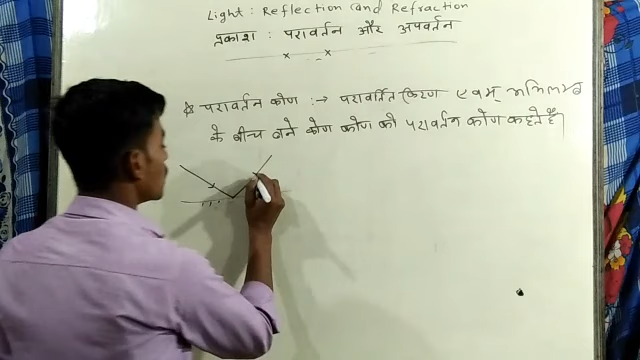 Light: Reflection and Refraction
प्रकाश : परावर्तन और अपवर्तन
परावर्तन कोण :→ परावर्तित किरण एवम् अभिलम्ब
के बीच बने कोण कोण को परावर्तन कोण कहते हैं|